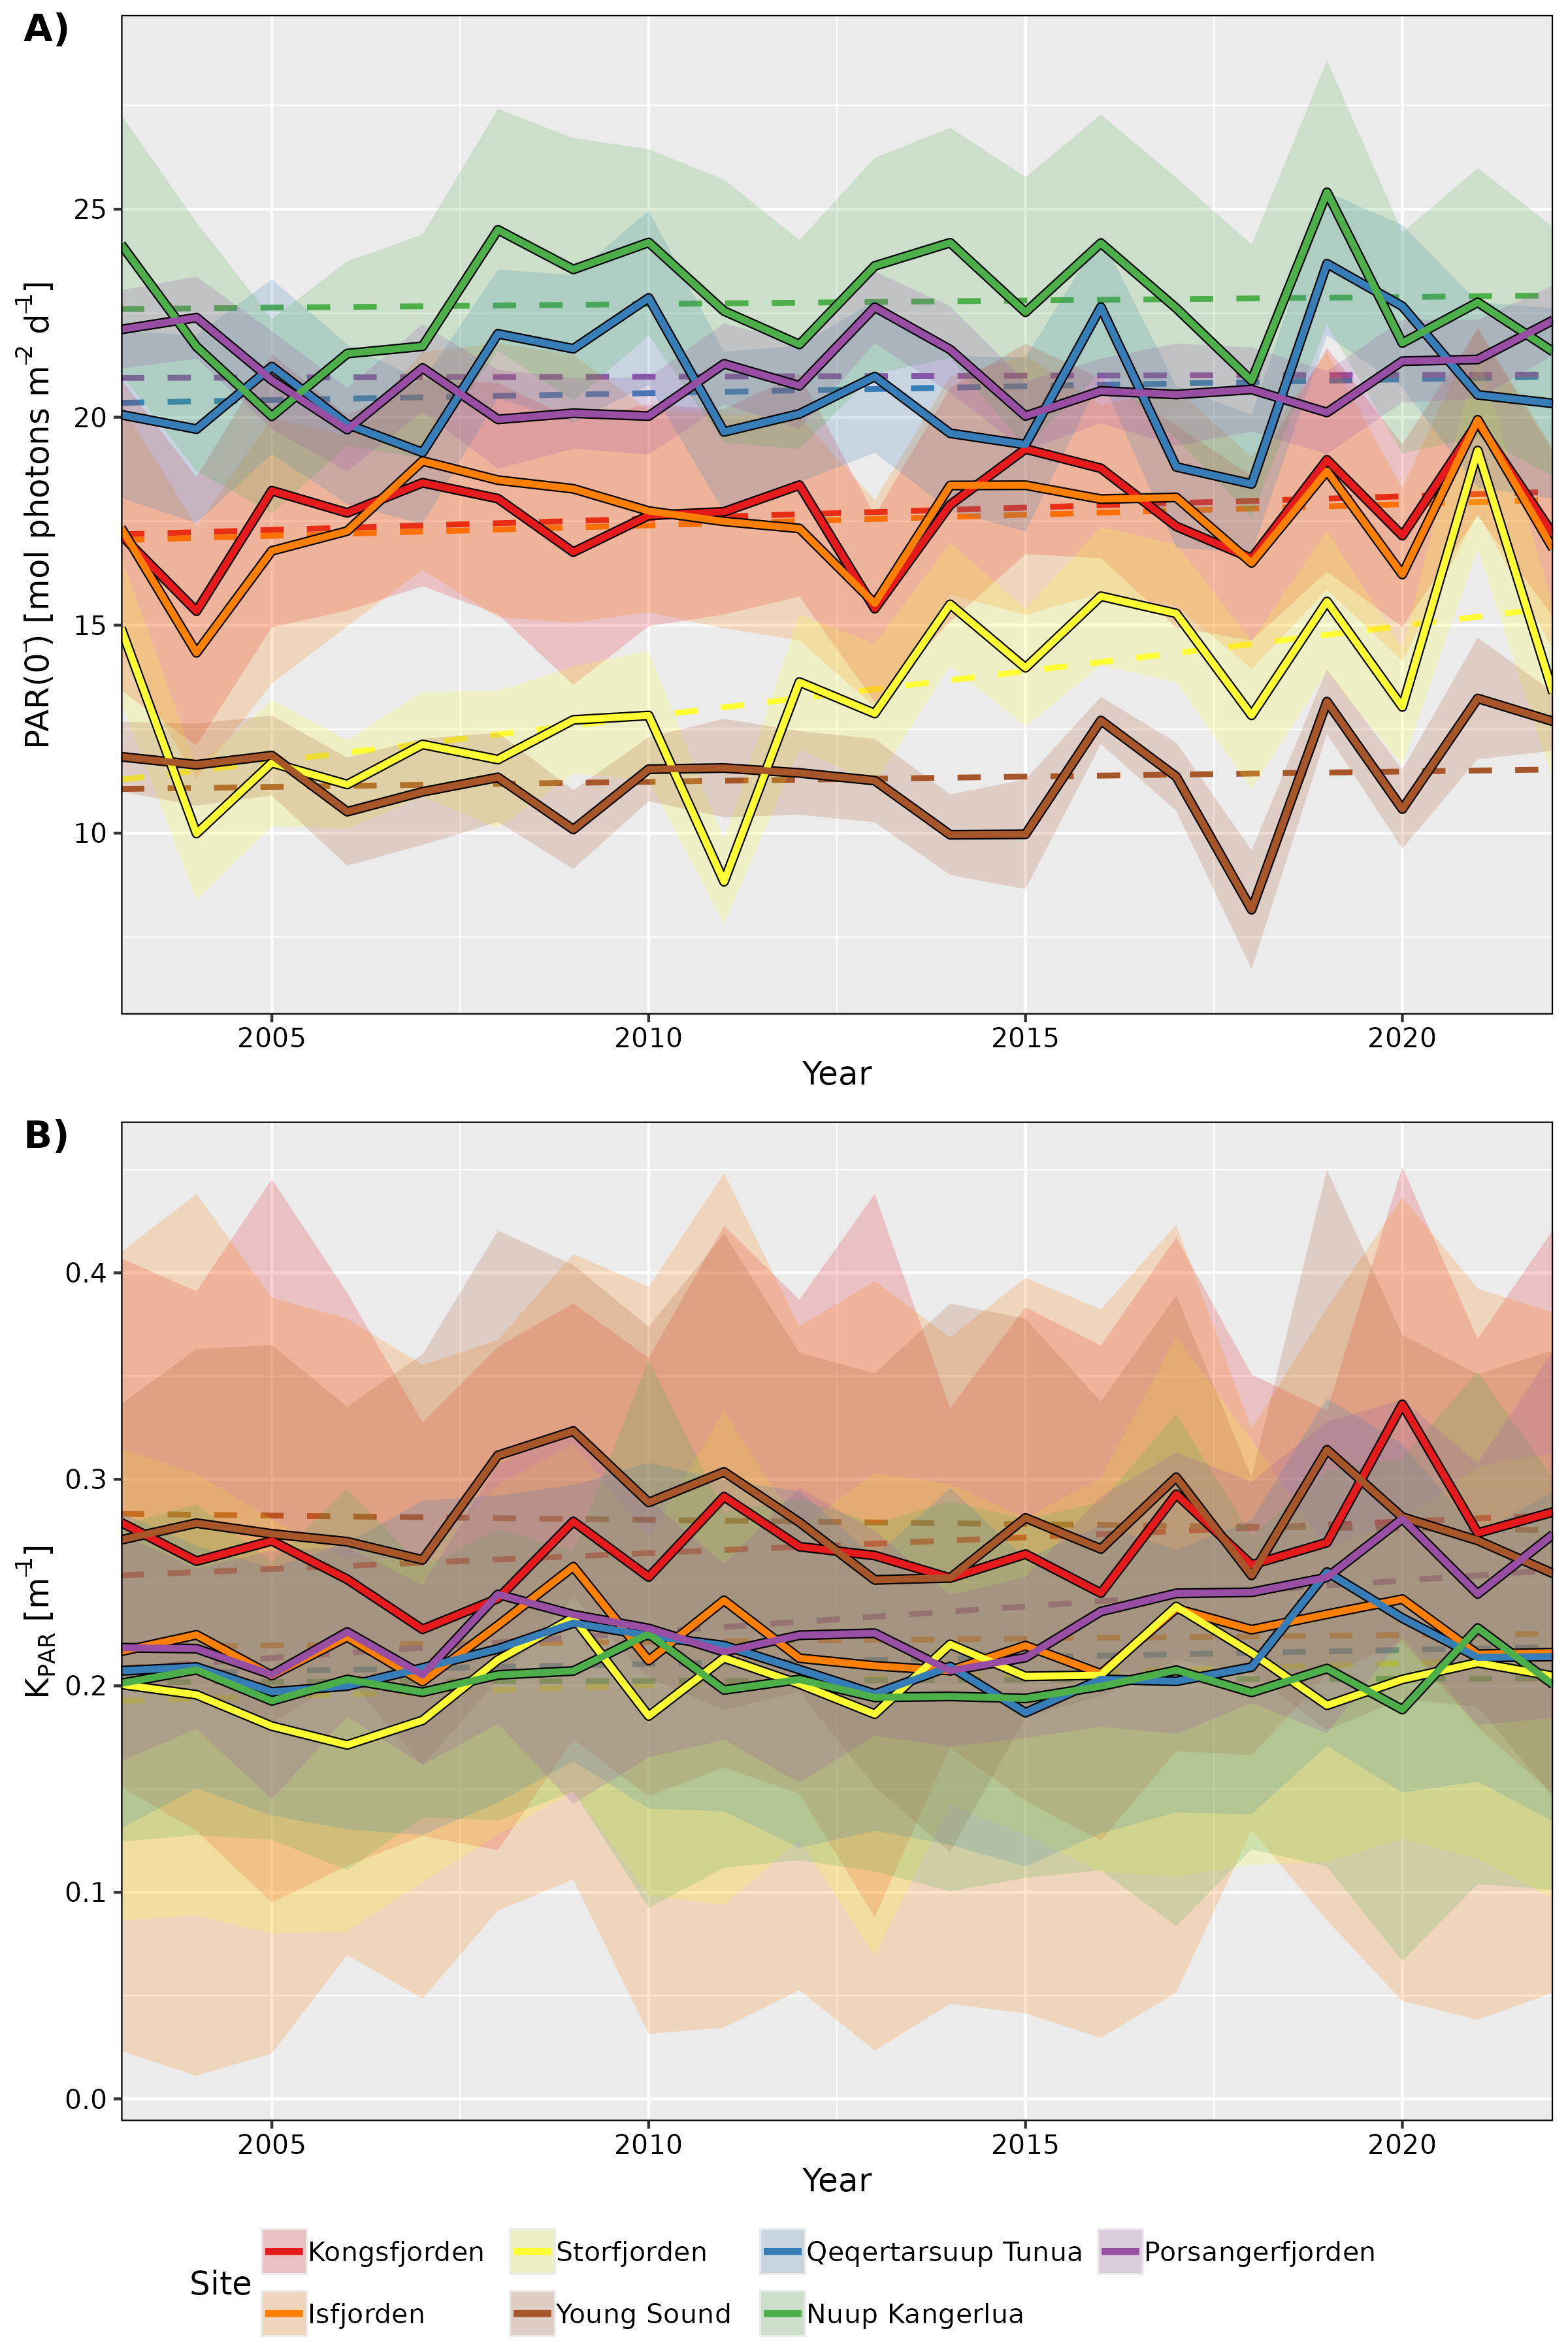 A)
PAR(0⁻) [mol photons m⁻² d⁻¹]
25
20
15
10
2005 2010 2015 2020
Year
B)
K_PAR [m⁻¹]
0.4
0.3
0.2
0.1
0.0
2005 2010 2015 2020
Year
Site
Kongsfjorden Storfjorden Qeqertarsuup Tunua Porsangerfjorden
Isfjorden Young Sound Nuup Kangerlua